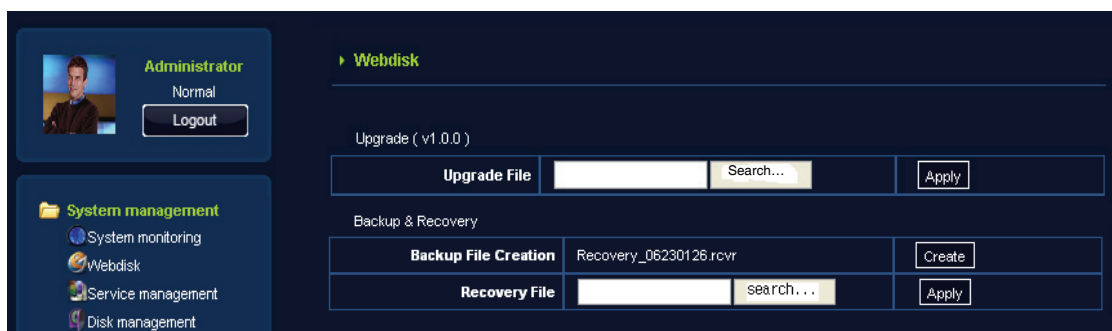 Administrator
Normal
Logout
System management
System monitoring
Webdisk
Service management
Disk management
Webdisk
Upgrade ( v1.0.0 )
Upgrade File Search... Apply
Backup & Recovery
Backup File Creation Recovery_06230126.rcvr Create
Recovery File search... Apply